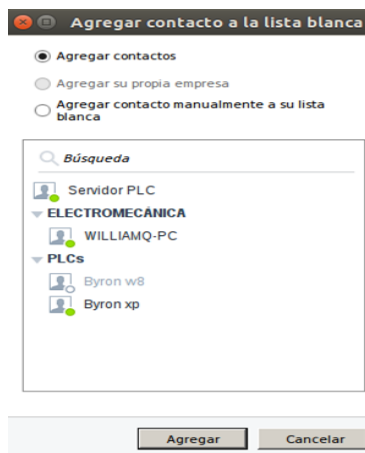 Agregar contacto a la lista blanca
Agregar contactos
Agregar su propia empresa
Agregar contacto manualmente a su lista
blanca
Búsqueda
Servidor PLC
ELECTROMECÁNICA
WILLIAMQ-PC
PLCs
Byron w8
Byron xp
Agregar
Cancelar